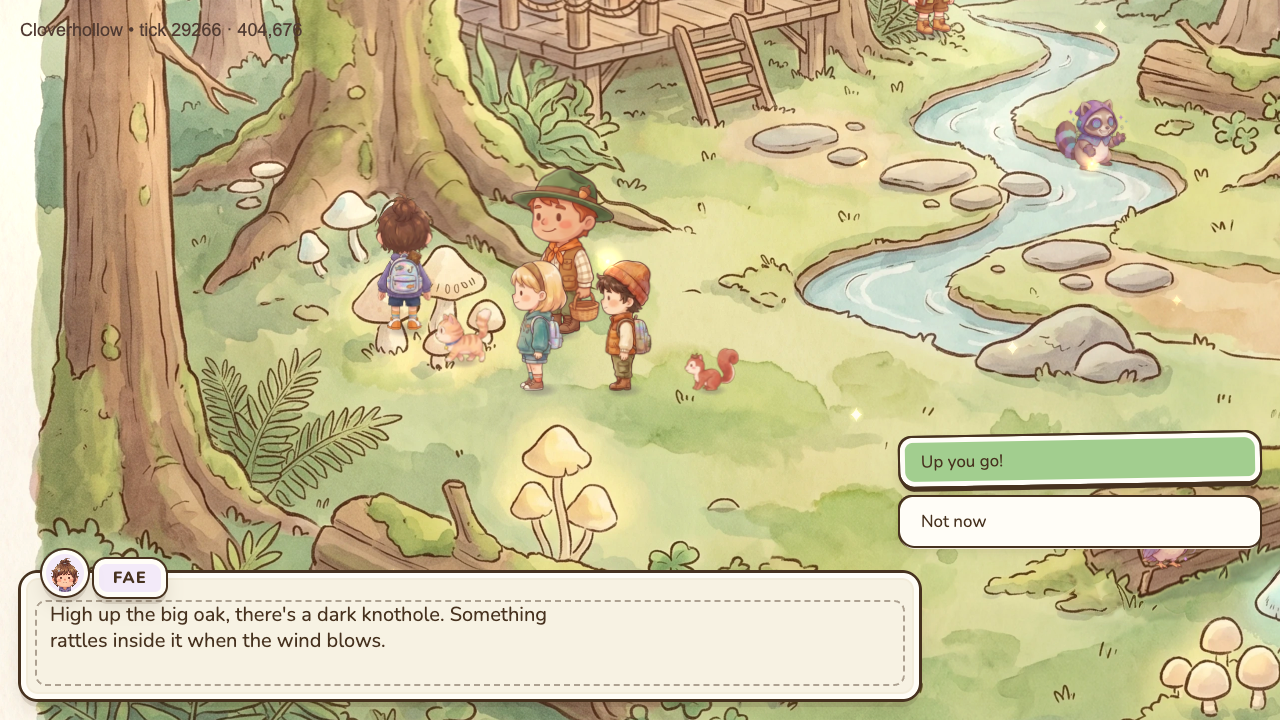 Cloverhollow • tick 29266 · 404,676
Up you go!
Not now
FAE
High up the big oak, there's a dark knothole. Something
rattles inside it when the wind blows.